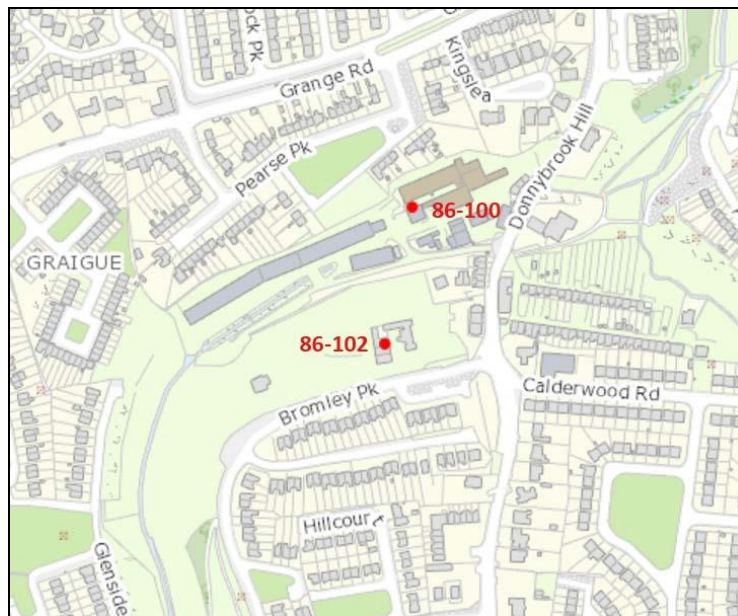 ock Pk
Grange Rd
Kingslea
Pearse Pk
Donnybrook Hill
86-100
GRAIGUE
86-102
Bromley Pk
Calderwood Rd
Hillcourt
Glenside